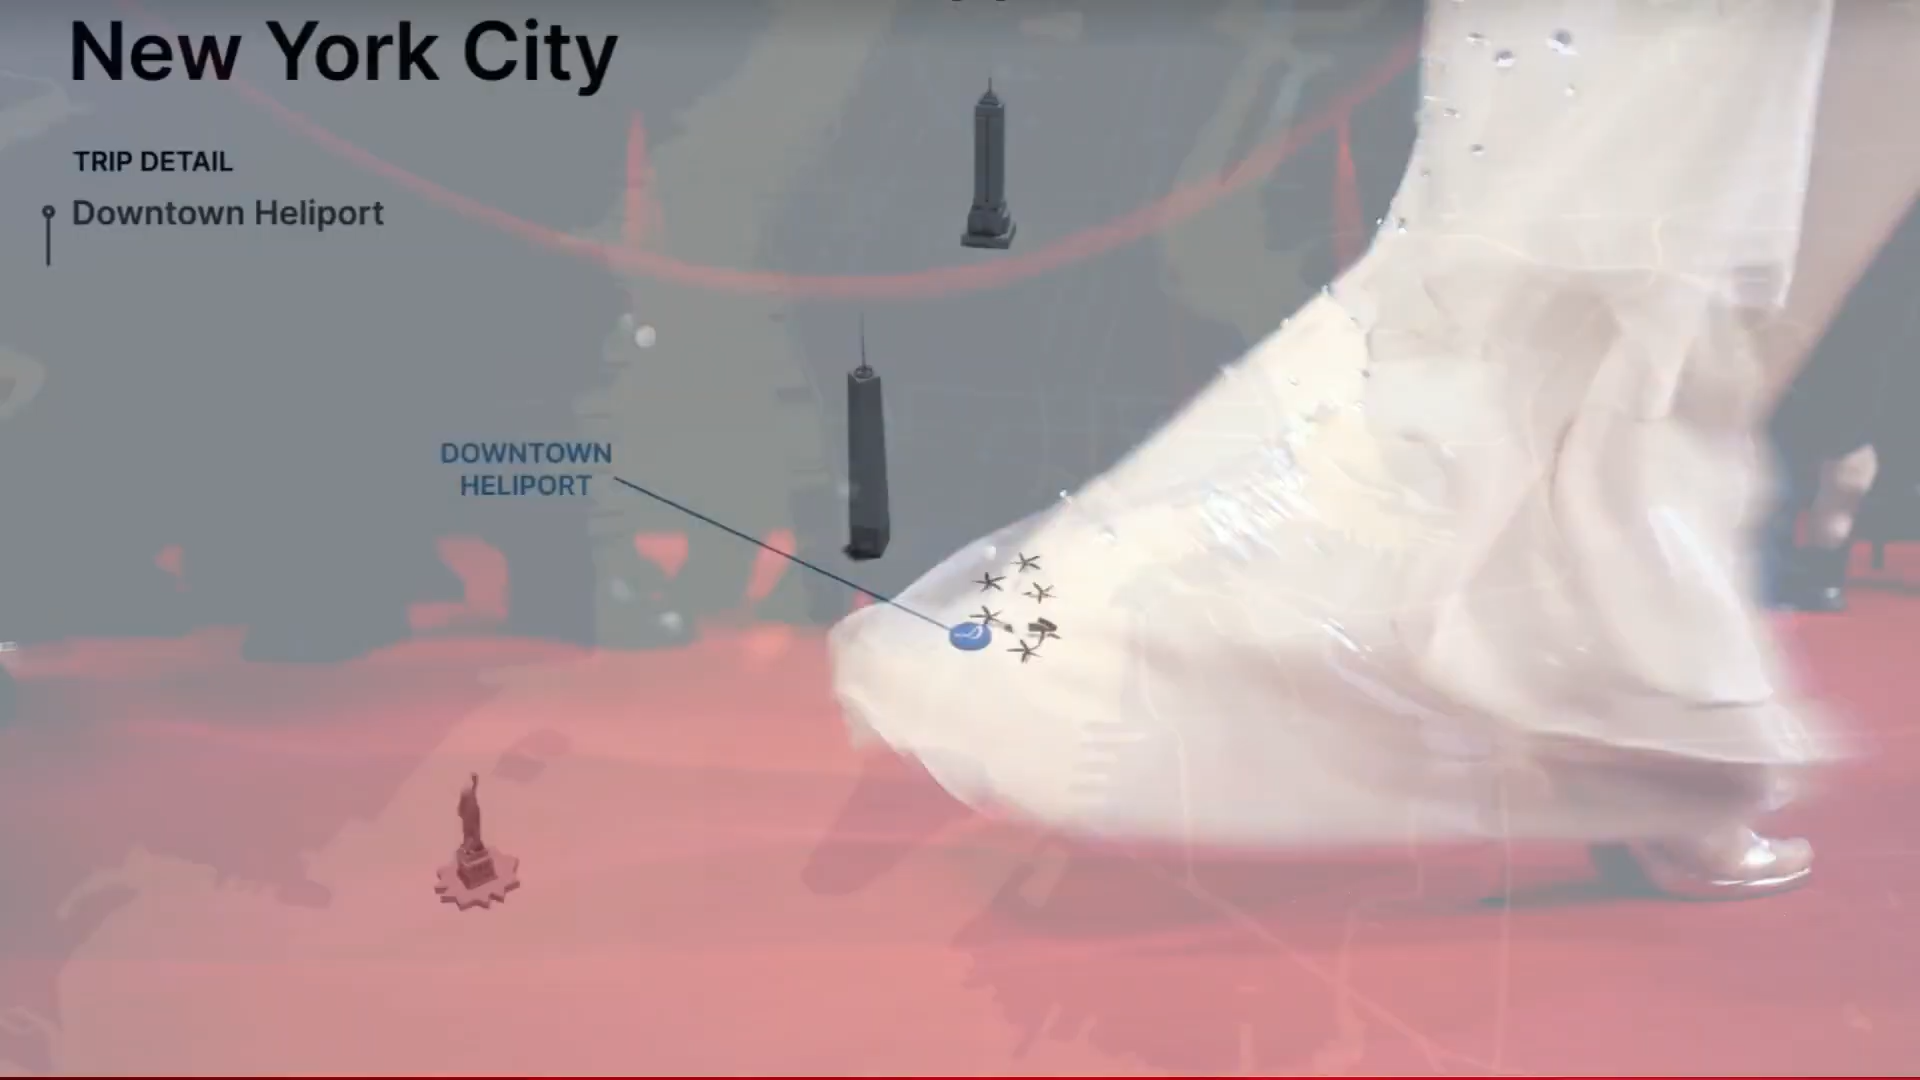 New York City
TRIP DETAIL
Downtown Heliport
DOWNTOWN
HELIPORT